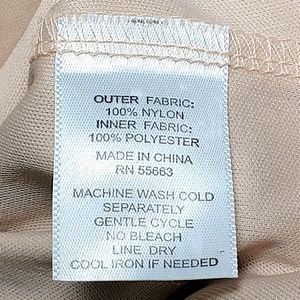 OUTER FABRIC:
100% NYLON
INNER FABRIC:
100% POLYESTER
MADE IN CHINA
RN 55663
MACHINE WASH COLD
SEPARATELY
GENTLE CYCLE
NO BLEACH
LINE DRY
COOL IRON IF NEEDED